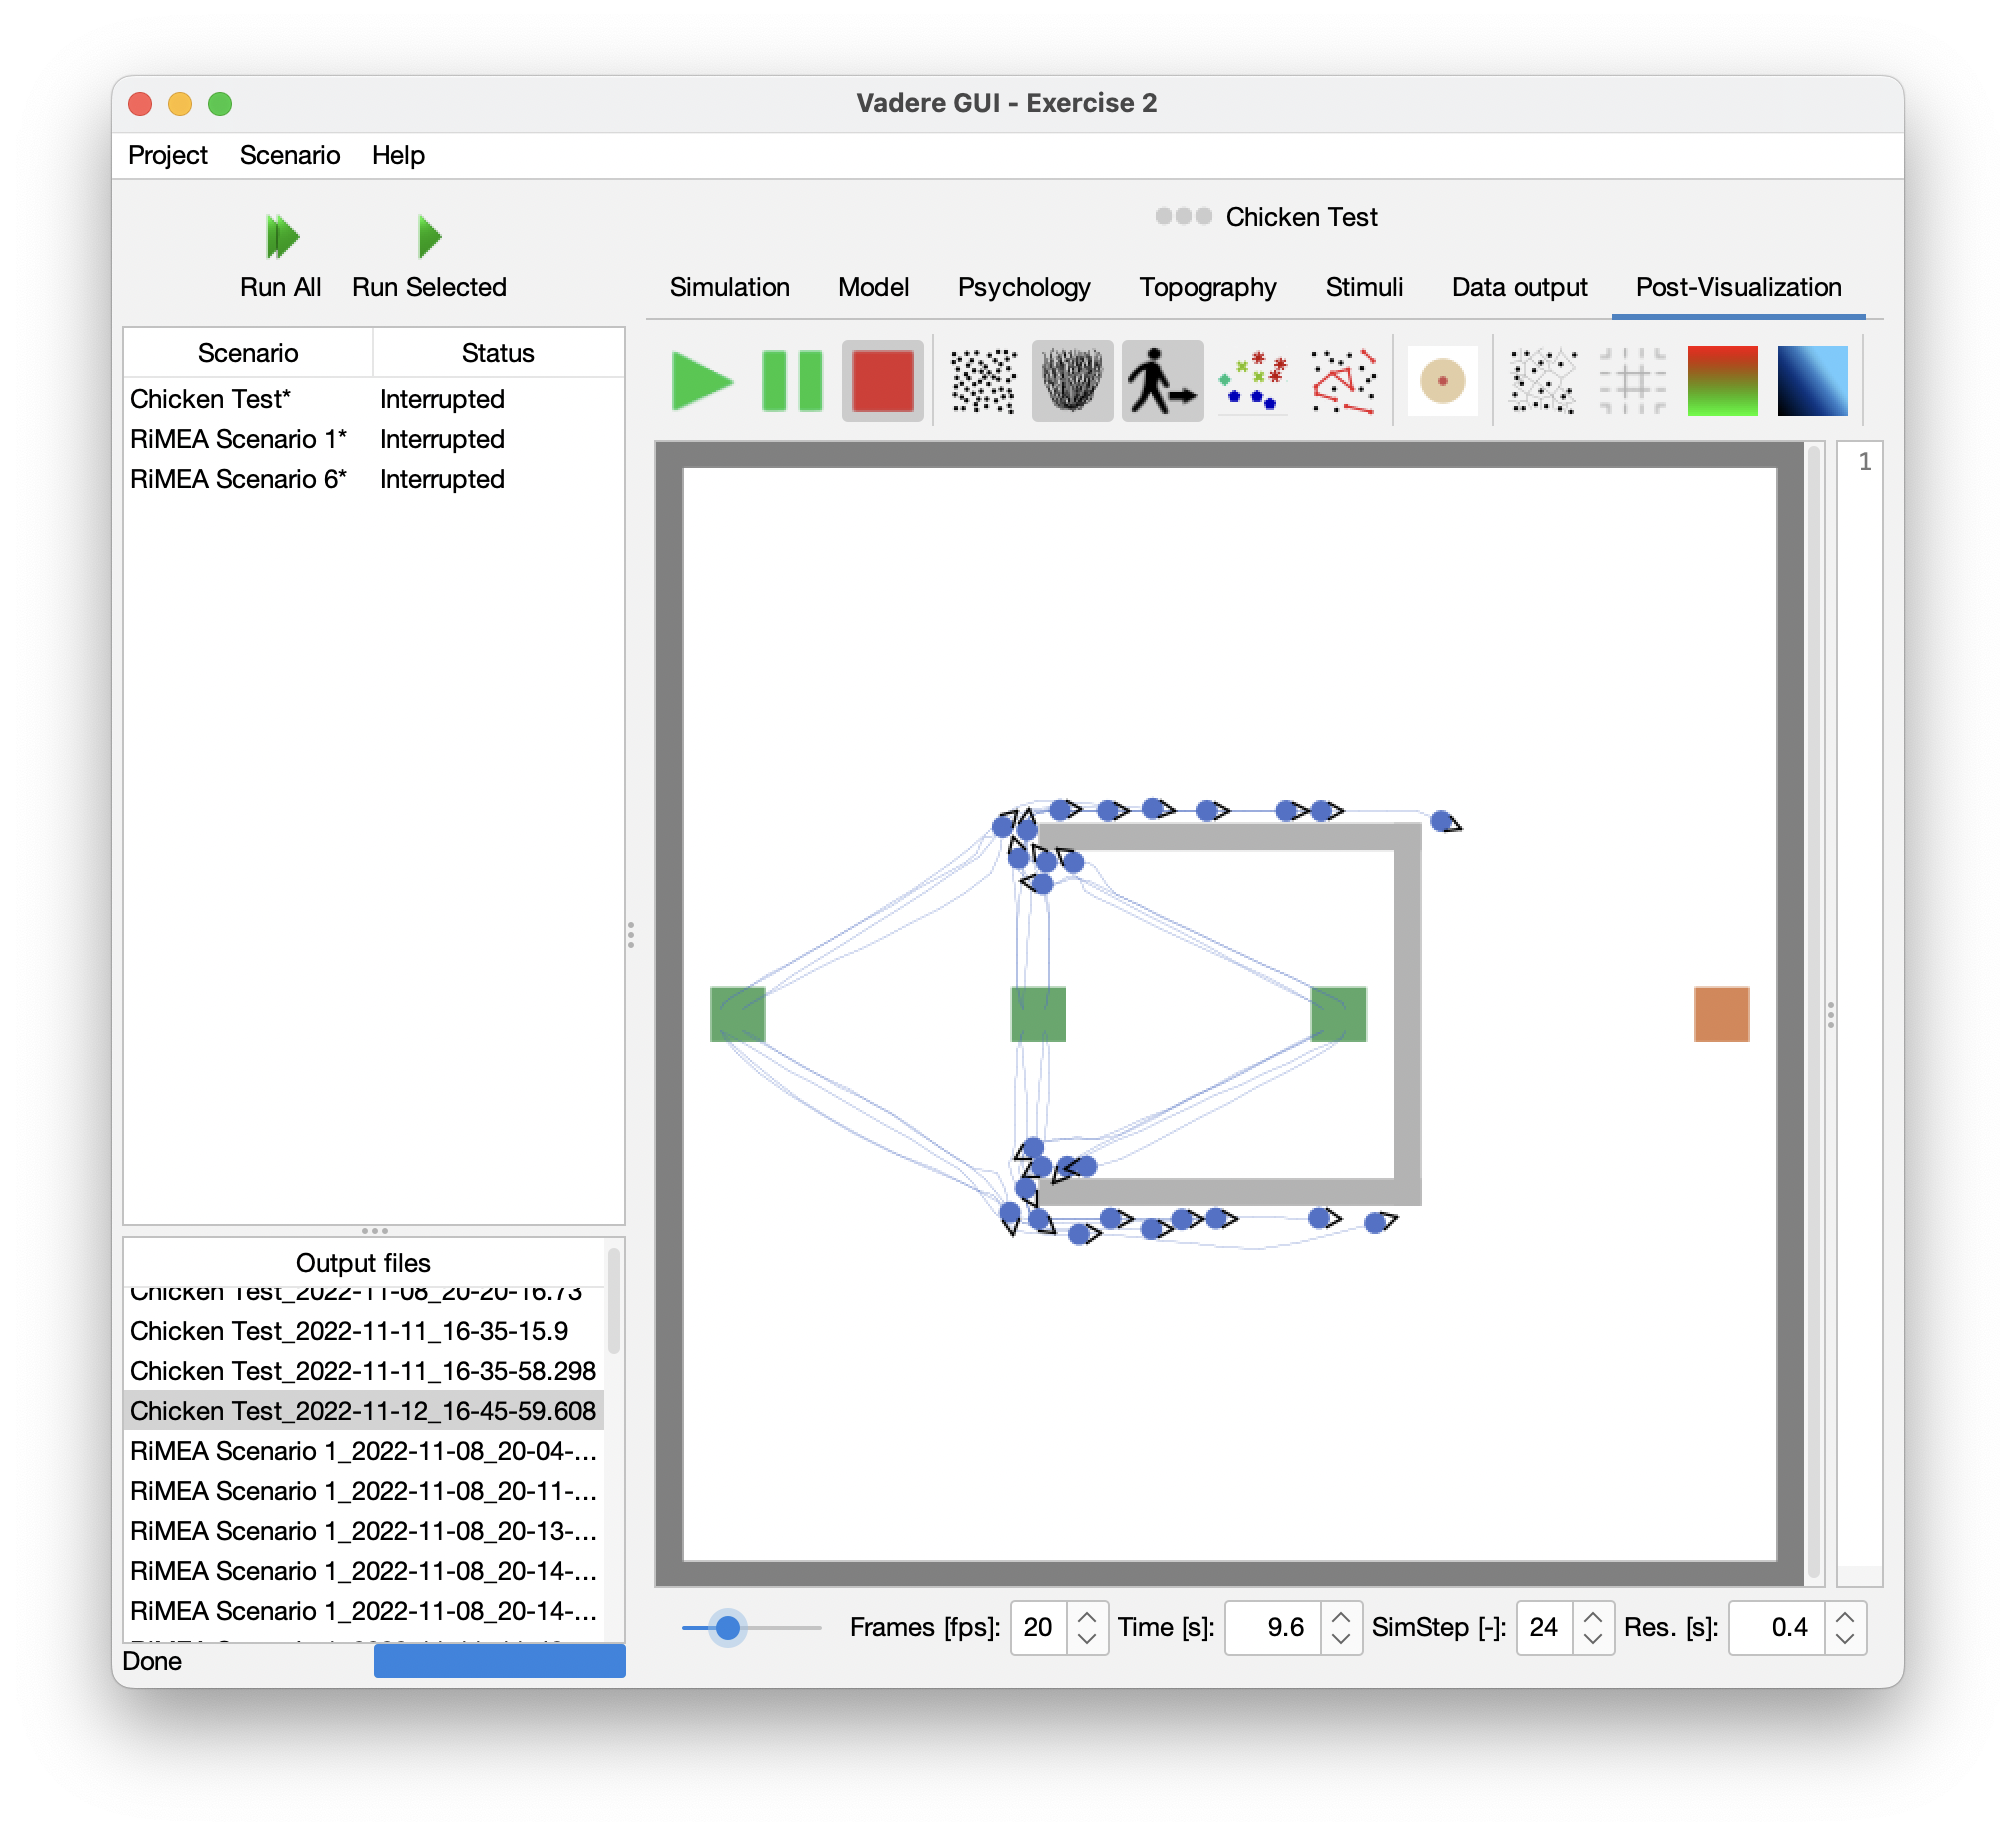 Vadere GUI - Exercise 2
Project Scenario Help
Chicken Test
Run All Run Selected
Simulation Model Psychology Topography Stimuli Data output Post-Visualization
Scenario Status
Chicken Test* Interrupted
RiMEA Scenario 1* Interrupted
RiMEA Scenario 6* Interrupted
1
Output files
Chicken Test_2022-11-08_20-20-16.73
Chicken Test_2022-11-11_16-35-15.9
Chicken Test_2022-11-11_16-35-58.298
Chicken Test_2022-11-12_16-45-59.608
RiMEA Scenario 1_2022-11-08_20-04-...
RiMEA Scenario 1_2022-11-08_20-11-...
RiMEA Scenario 1_2022-11-08_20-13-...
RiMEA Scenario 1_2022-11-08_20-14-...
RiMEA Scenario 1_2022-11-08_20-14-...
Frames [fps]: 20 Time [s]: 9.6 SimStep [-]: 24 Res. [s]: 0.4
Done